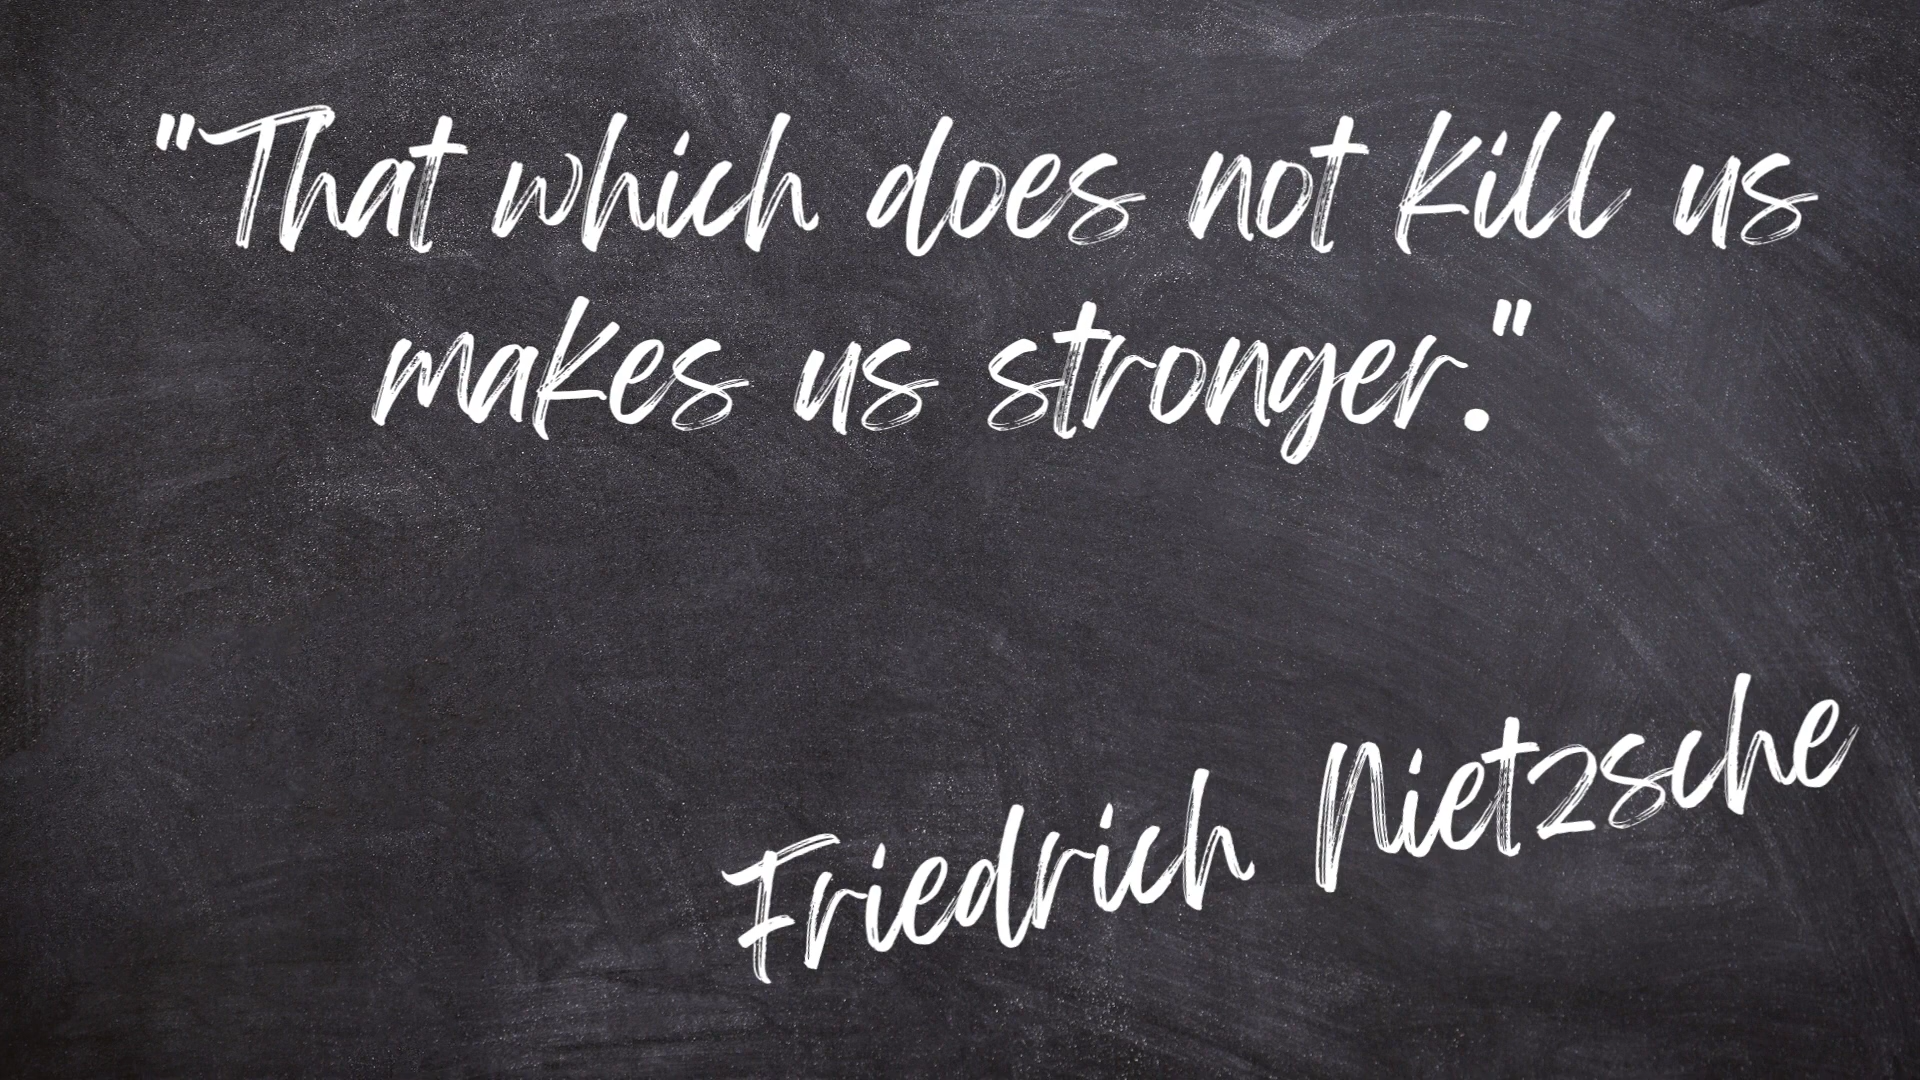 "That which does not kill us
makes us stronger."
Friedrich Nietzsche